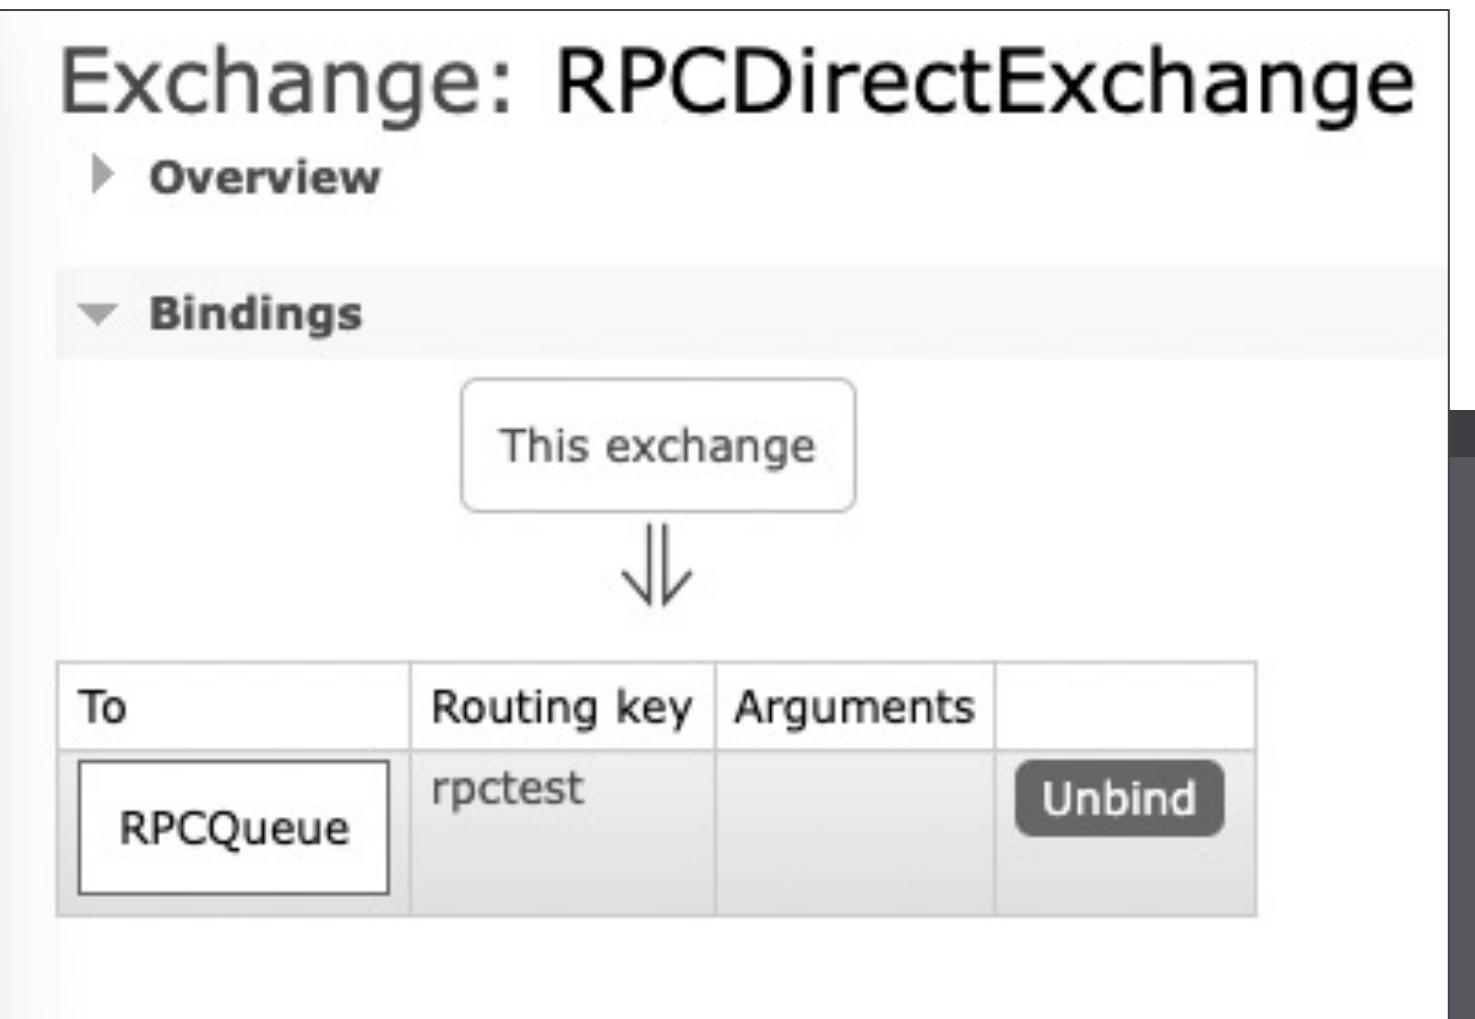 Exchange: RPCDirectExchange
Overview
Bindings
This exchange
To Routing key Arguments
RPCQueue rpctest Unbind